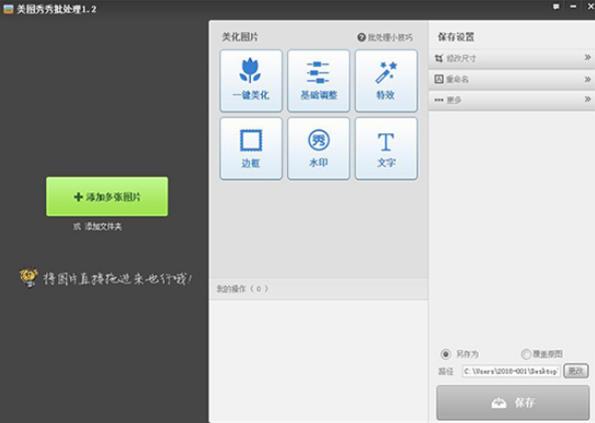 美图秀秀批处理1.2
添加多张图片
或 添加文件夹
将图片直接拖进来也行哦!
美化图片
批处理小技巧
一键美化
基础调整
特效
边框
秀
水印
T
文字
我的操作 ( 0 )
保存设置
修改尺寸
重命名
更多
另存为
覆盖原图
路径
C:\Users\2018-001\Desktop
更改
保存